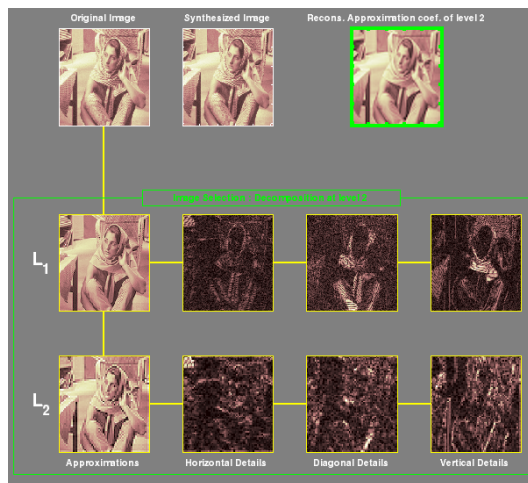 Original Image
Synthesized Image
Recons. Approximation coef. of level 2
Image Selection : Decomposition at level 2
L1
L2
Approximations
Horizontal Details
Diagonal Details
Vertical Details